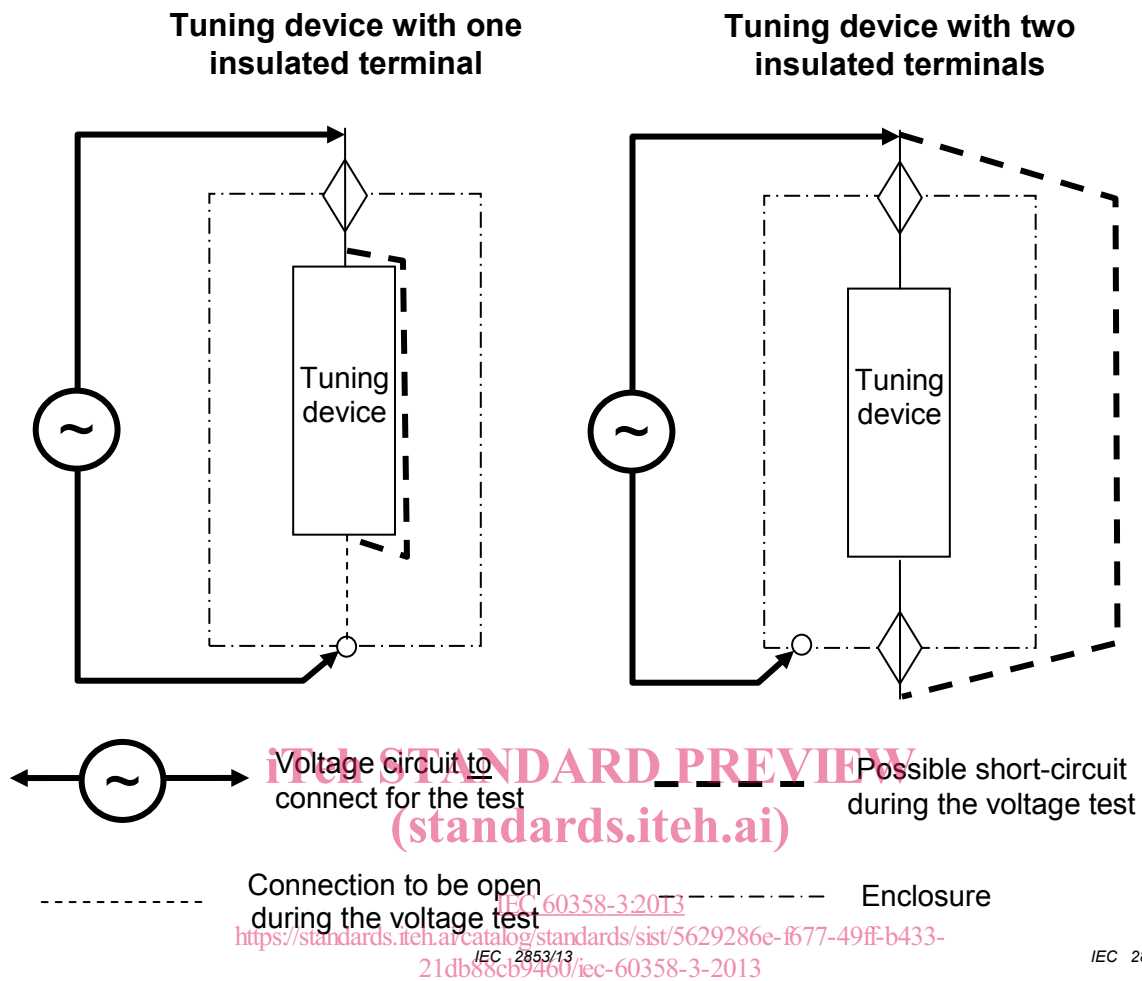 Tuning device with one
insulated terminal
Tuning device with two
insulated terminals
~
Tuning
device
~
Tuning
device
~
Voltage circuit to
connect for the test
Possible short-circuit
during the voltage test
iTeh STANDARD PREVIEW
(standards.iteh.ai)
Connection to be open
during the voltage test
Enclosure
IEC 60358-3:2013
https://standards.iteh.ai/catalog/standards/sist/5629286e-f677-49ff-b433-
21db88cb9460/iec-60358-3-2013
IEC 2853/13
IEC 28